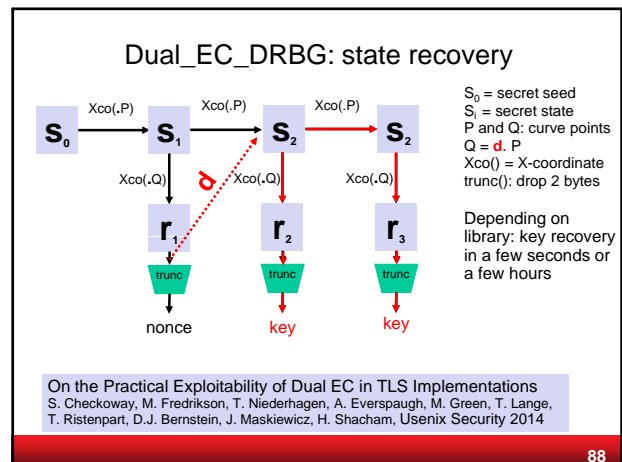 Dual_EC_DRBG: state recovery
Xco(.P) Xco(.P) Xco(.P)
S0 S1 S2 S2
S0 = secret seed
Si = secret state
P and Q: curve points
Q = d. P
Xco() = X-coordinate
trunc(): drop 2 bytes
d
Xco(.Q) Xco(.Q) Xco(.Q)
r1 r2 r3
Depending on
library: key recovery
in a few seconds or
a few hours
trunc trunc trunc
nonce key key
On the Practical Exploitability of Dual EC in TLS Implementations
S. Checkoway, M. Fredrikson, T. Niederhagen, A. Everspaugh, M. Green, T. Lange,
T. Ristenpart, D.J. Bernstein, J. Maskiewicz, H. Shacham, Usenix Security 2014
88